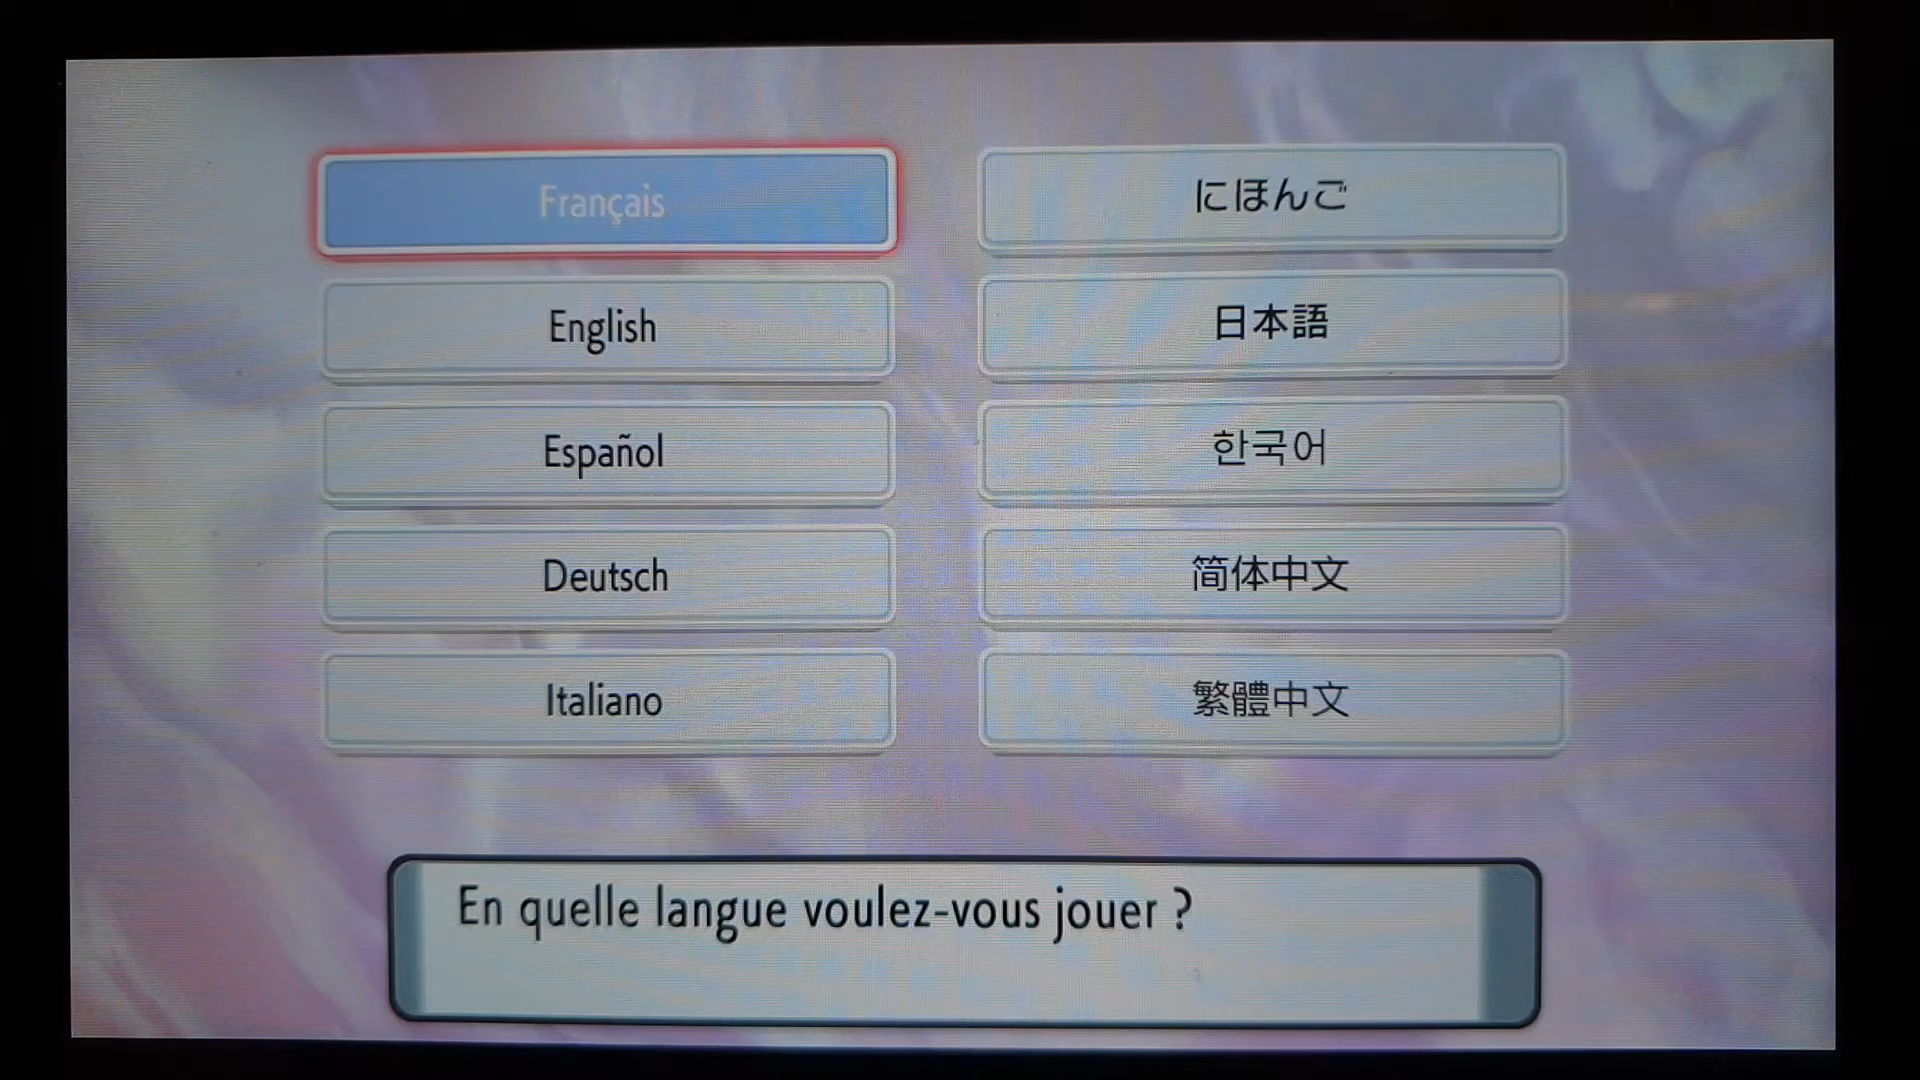 Français
English
Español
Deutsch
Italiano
にほんご
日本語
한국어
简体中文
繁體中文
En quelle langue voulez-vous jouer ?